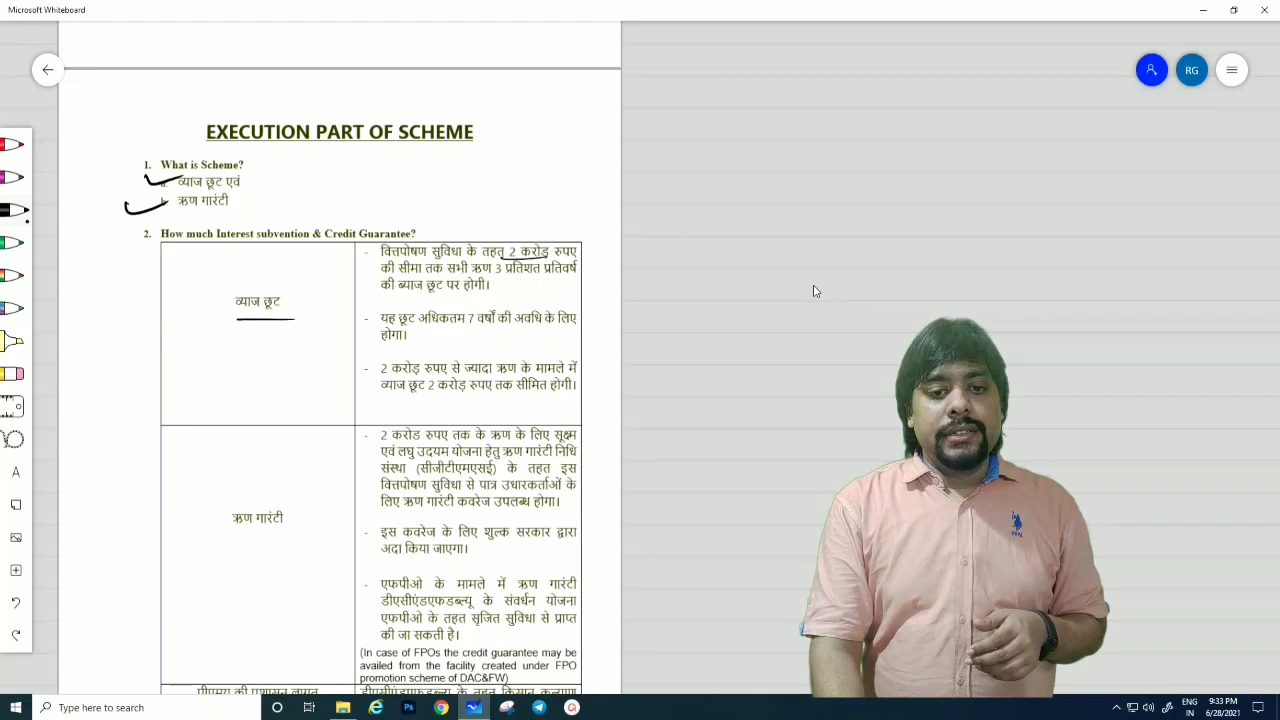 Microsoft Whiteboard
RG
EXECUTION PART OF SCHEME
1. What is Scheme?
a. व्याज छूट एवं
b. ऋण गारंटी
2. How much Interest subvention & Credit Guarantee?
व्याज छूट
- वित्तपोषण सुविधा के तहत 2 करोड रुपए
की सीमा तक सभी ऋण 3 प्रतिशत प्रतिवर्ष
की ब्याज छूट पर होगी।
- यह छूट अधिकतम 7 वर्षों की अवधि के लिए
होगा।
- 2 करोड़ रुपए से ज्यादा ऋण के मामले में
व्याज छूट 2 करोड़ रुपए तक सीमित होगी।
ऋण गारंटी
- 2 करोड रुपए तक के ऋण के लिए सूक्ष्म
एवं लघु उदयम योजना हेतु ऋण गारंटी निधि
संस्था (सीजीटीएमएसई) के तहत इस
वित्तपोषण सुविधा से पात्र उधारकर्ताओं के
लिए ऋण गारंटी कवरेज उपलब्ध होगा।
- इस कवरेज के लिए शुल्क सरकार द्वारा
अदा किया जाएगा।
- एफपीओ के मामले में ऋण गारंटी
डीएसीएंडएफडब्ल्यू के संवर्धन योजना
एफपीओ के तहत सृजित सुविधा से प्राप्त
की जा सकती है।
(In case of FPOs the credit guarantee may be
availed from the facility created under FPO
promotion scheme of DAC&FW)
Type here to search
ENG
IN
9:33 PM
6/28/2021